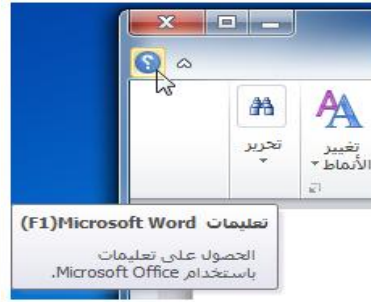 تحرير
تغيير
الأنماط
تعليمات Microsoft Word ‏(F1)
الحصول على تعليمات
باستخدام Microsoft Office.